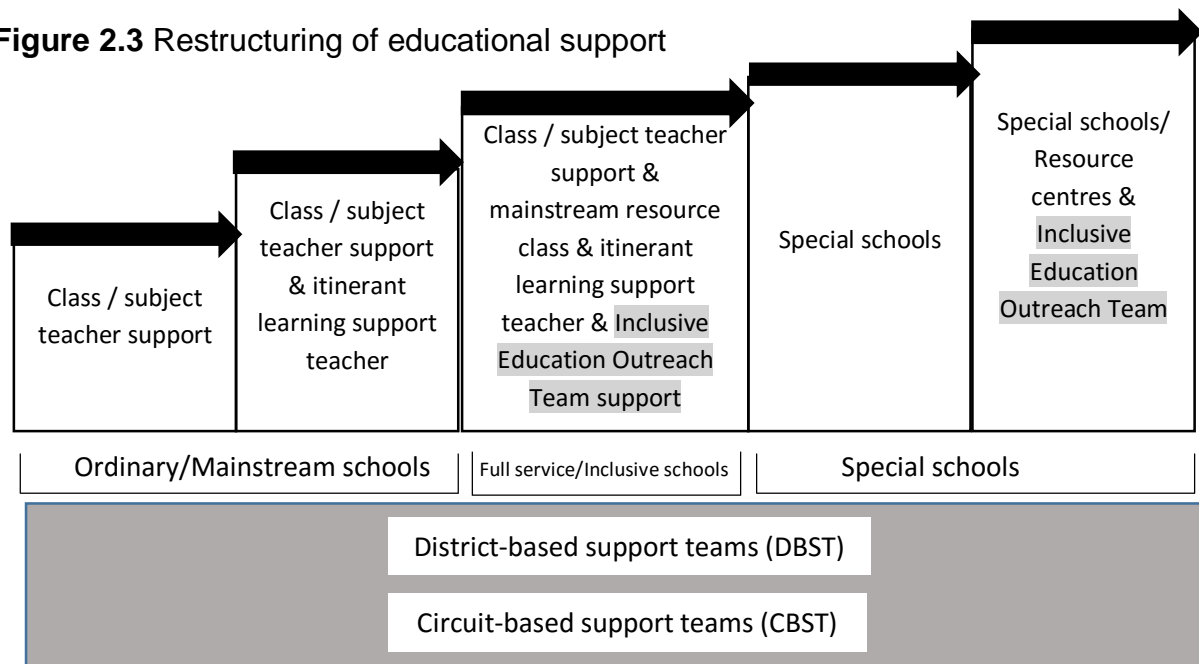 Figure 2.3 Restructuring of educational support
Class / subject
teacher support
Class / subject
teacher support
& itinerant
learning support
teacher
Class / subject teacher
support &
mainstream resource
class & itinerant
learning support
teacher & Inclusive
Education Outreach
Team support
Special schools
Special schools/
Resource
centres &
Inclusive
Education
Outreach Team
Ordinary/Mainstream schools
Full service/Inclusive schools
Special schools
District-based support teams (DBST)
Circuit-based support teams (CBST)